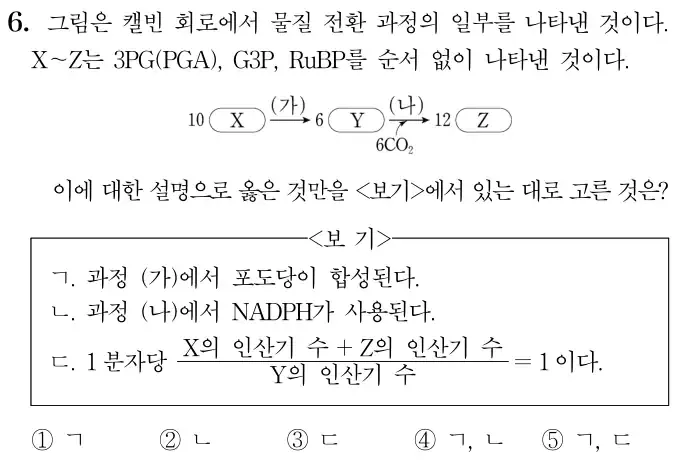 6. 그림은 캘빈 회로에서 물질 전환 과정의 일부를 나타낸 것이다.
X~Z는 3PG(PGA), G3P, RuBP를 순서 없이 나타낸 것이다.
10 X (가) 6 Y (나) 12 Z
6CO₂
이에 대한 설명으로 옳은 것만을 <보기>에서 있는 대로 고른 것은?
<보 기>
ㄱ. 과정 (가)에서 포도당이 합성된다.
ㄴ. 과정 (나)에서 NADPH가 사용된다.
ㄷ. 1분자당 X의 인산기 수 + Z의 인산기 수 / Y의 인산기 수 = 1이다.
① ㄱ ② ㄴ ③ ㄷ ④ ㄱ, ㄴ ⑤ ㄱ, ㄷ